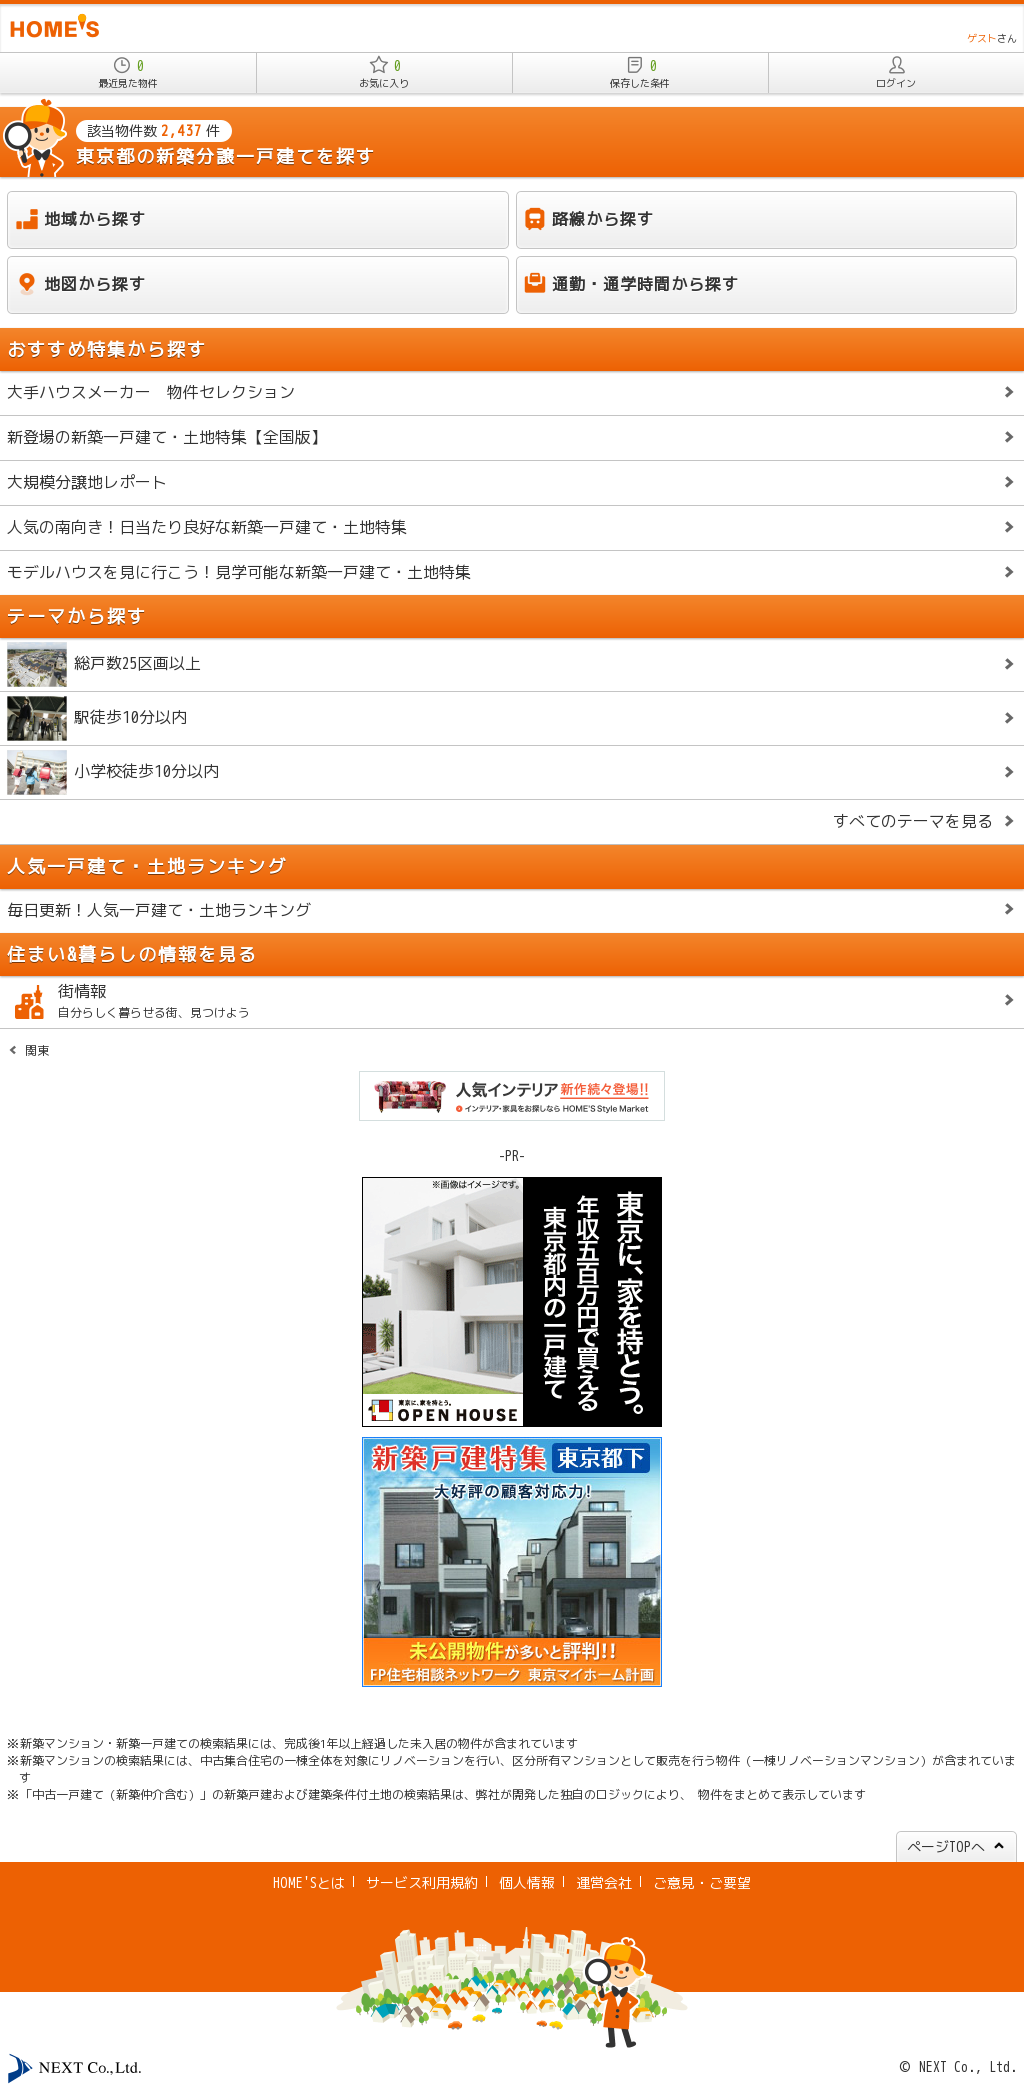 HOME'S
ゲストさん
0
最近見た物件
0
お気に入り
0
保存した条件
ログイン
該当物件数 2,437 件
東京都の新築分譲一戸建てを探す
地域から探す
路線から探す
地図から探す
通勤・通学時間から探す
おすすめ特集から探す
大手ハウスメーカー　物件セレクション
新登場の新築一戸建て・土地特集【全国版】
大規模分譲地レポート
人気の南向き！日当たり良好な新築一戸建て・土地特集
モデルハウスを見に行こう！見学可能な新築一戸建て・土地特集
テーマから探す
総戸数25区画以上
駅徒歩10分以内
小学校徒歩10分以内
すべてのテーマを見る
人気一戸建て・土地ランキング
毎日更新！人気一戸建て・土地ランキング
住まい&暮らしの情報を見る
街情報
自分らしく暮らせる街、見つけよう
関東
人気インテリア新作続々登場!!
インテリア・家具をお探しなら HOME'S Style Market
-PR-
※画像はイメージです。
東京に、家を持とう。
年収五百万円で買える
東京都内の一戸建て
東京に、家を持とう。
OPEN HOUSE
新築戸建特集 東京都下
大好評の顧客対応力!
未公開物件が多いと評判!!
FP住宅相談ネットワーク 東京マイホーム計画
※新築マンション・新築一戸建ての検索結果には、完成後1年以上経過した未入居の物件が含まれています
※新築マンションの検索結果には、中古集合住宅の一棟全体を対象にリノベーションを行い、区分所有マンションとして販売を行う物件（一棟リノベーションマンション）が含まれていま
す
※「中古一戸建て（新築仲介含む）」の新築戸建および建築条件付土地の検索結果は、弊社が開発した独自のロジックにより、 物件をまとめて表示しています
ページTOPへ
HOME'Sとは
サービス利用規約
個人情報
運営会社
ご意見・ご要望
NEXT Co., Ltd.
© NEXT Co., Ltd.